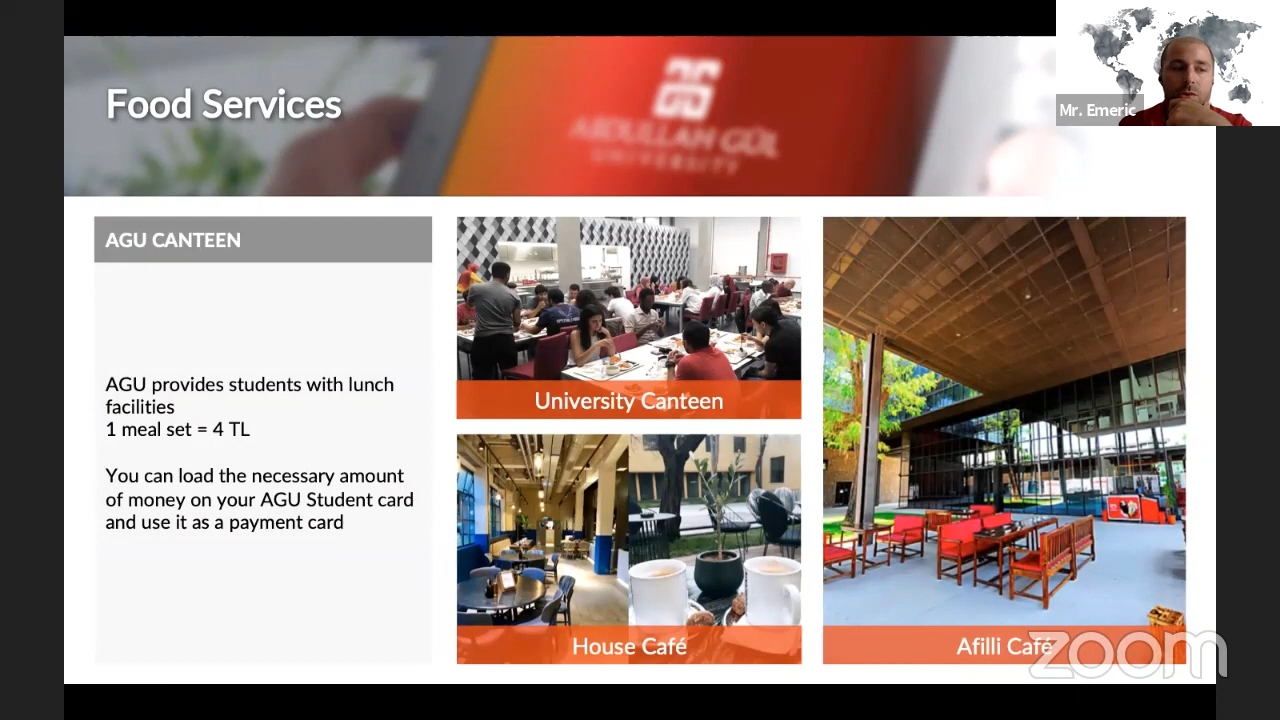 Food Services
ABDULLAH GÜL
UNIVERSITY
Mr. Emeric
AGU CANTEEN
AGU provides students with lunch
facilities
1 meal set = 4 TL
You can load the necessary amount
of money on your AGU Student card
and use it as a payment card
University Canteen
House Café
Afilli Café
zoom